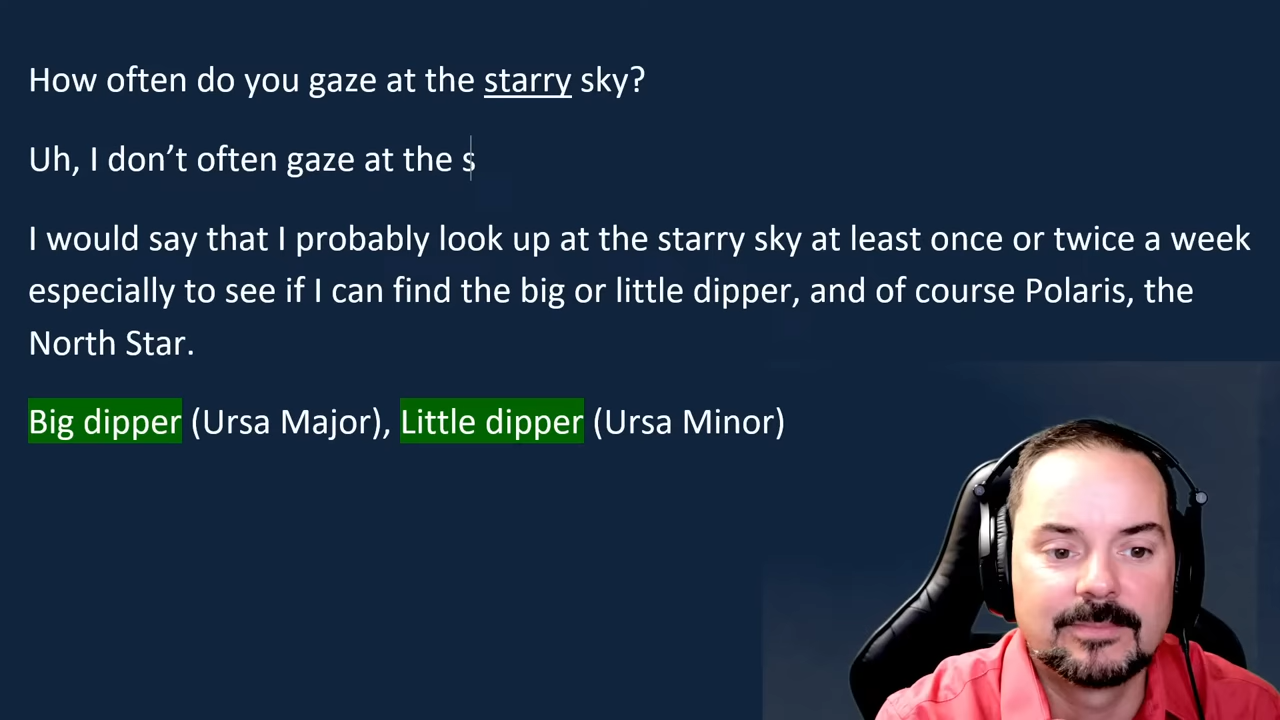 How often do you gaze at the starry sky?
Uh, I don’t often gaze at the s
I would say that I probably look up at the starry sky at least once or twice a week
especially to see if I can find the big or little dipper, and of course Polaris, the
North Star.
Big dipper (Ursa Major), Little dipper (Ursa Minor)